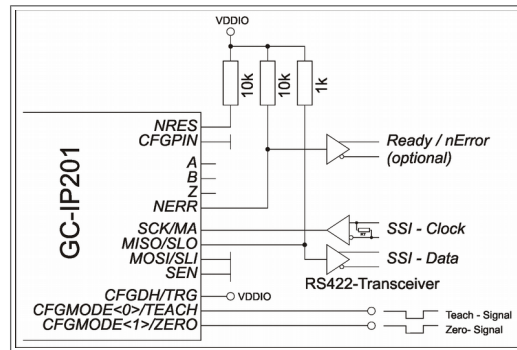 VDDIO
10k
10k
1k
GC-IP201
NRES
CFGPIN
A
B
Z
NERR
SCK/MA
MISO/SLO
MOSI/SLI
SEN
CFGDH/TRG
CFGMODE<0>/TEACH
CFGMODE<1>/ZERO
VDDIO
Ready / nError
(optional)
SSI - Clock
SSI - Data
RS422-Transceiver
Teach - Signal
Zero- Signal